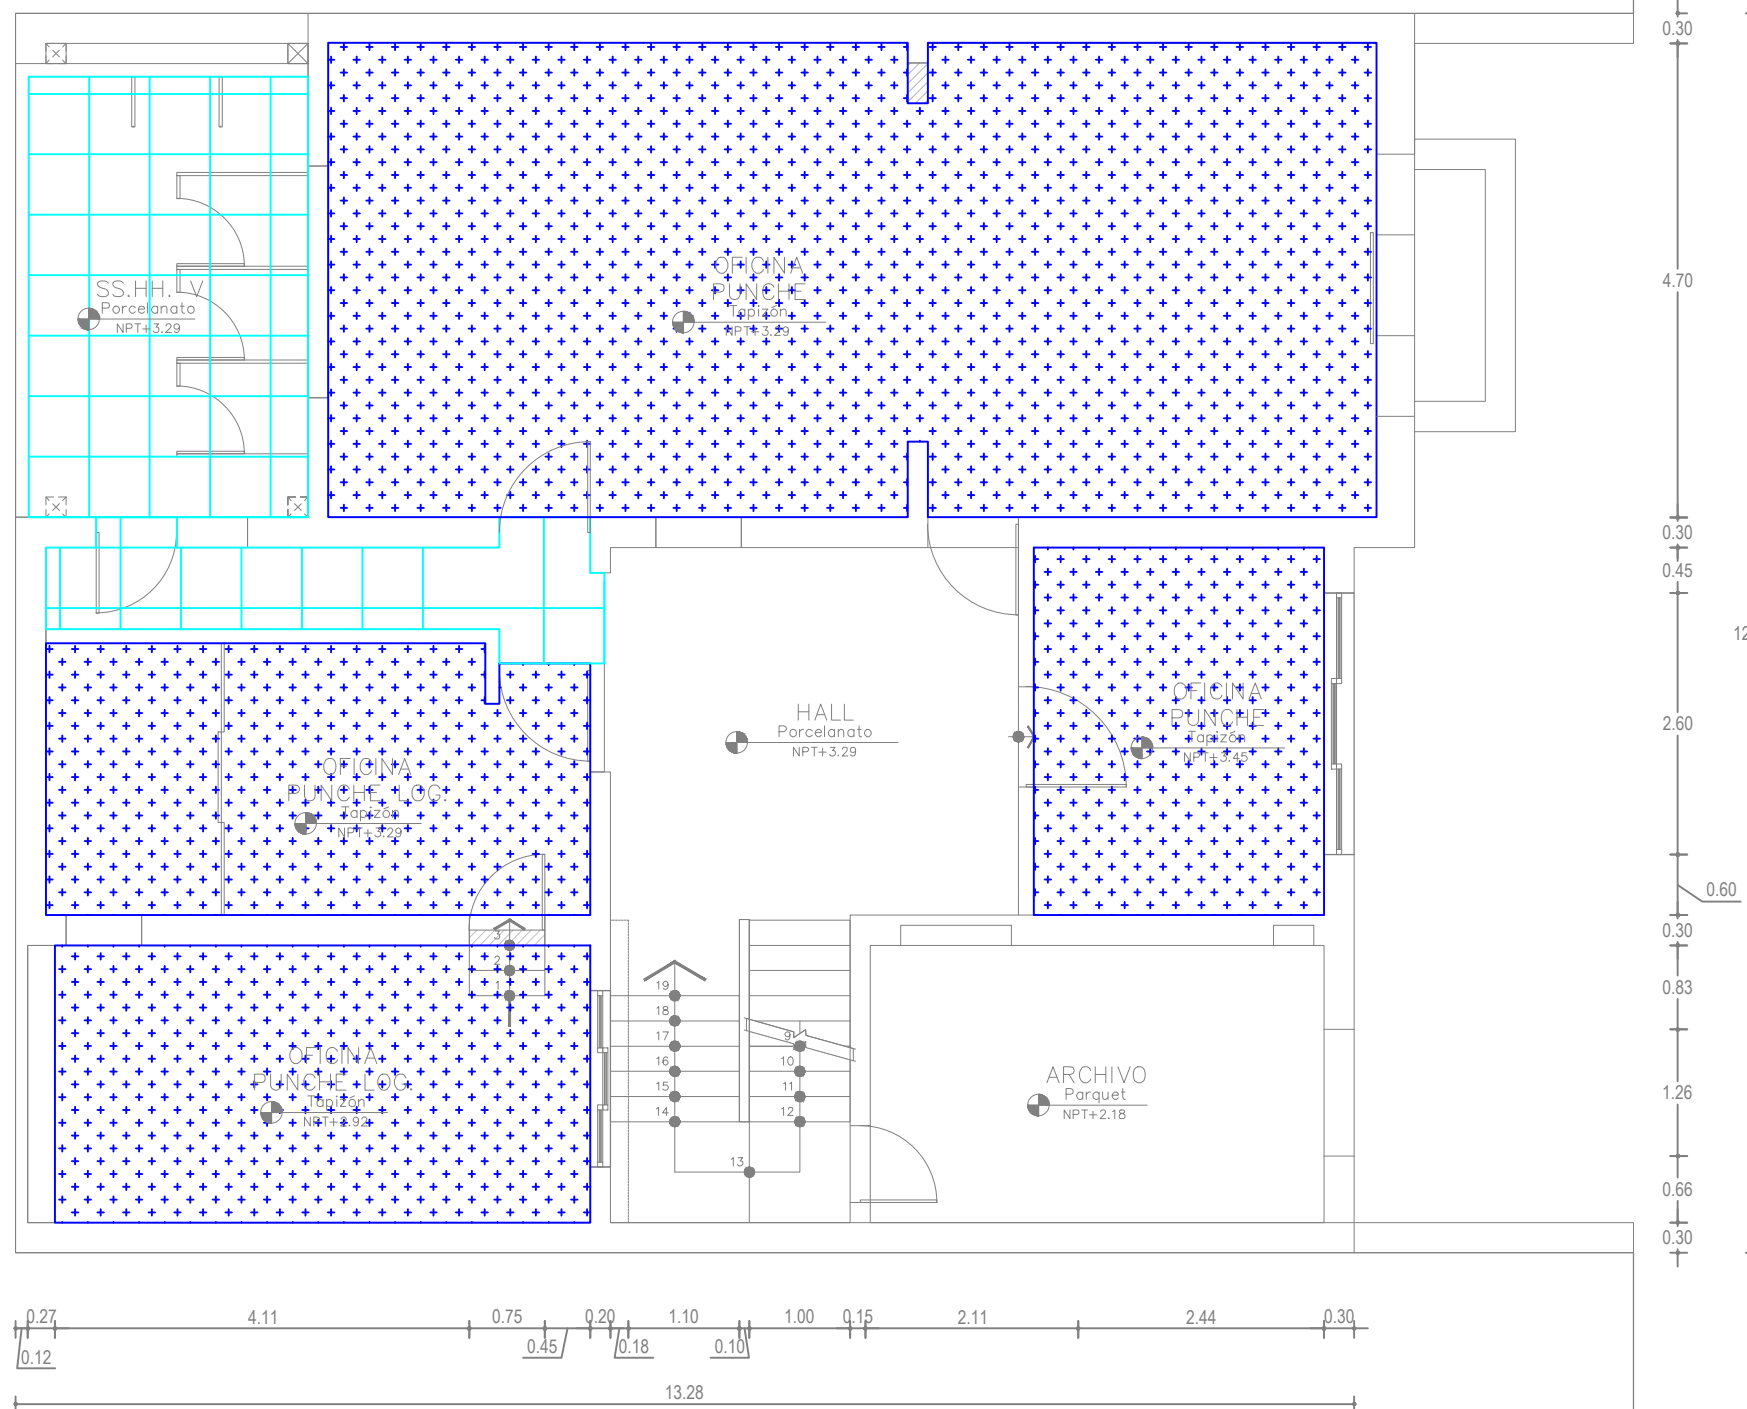 0.30
OFICINA
PUNCHE
Tapizón
NPT+3.29
SS.HH. V
Porcelanato
NPT+3.29
4.70
0.30
0.45
12
OFICINA
PUNCHE
Tapizón
NPT+3.45
HALL
Porcelanato
NPT+3.29
2.60
OFICINA
PUNCHE LOG.
Tapizón
NPT+3.29
0.60
0.30
3
2
1
0.83
19
18
17
16
15
14
13
9
10
11
12
OFICINA
PUNCHE LOG.
Tapizón
NPT+2.92
ARCHIVO
Parquet
NPT+2.18
1.26
0.66
0.30
0.27
4.11
0.75
0.20
1.10
1.00
0.15
2.11
2.44
0.30
0.12
0.45
0.18
0.10
13.28